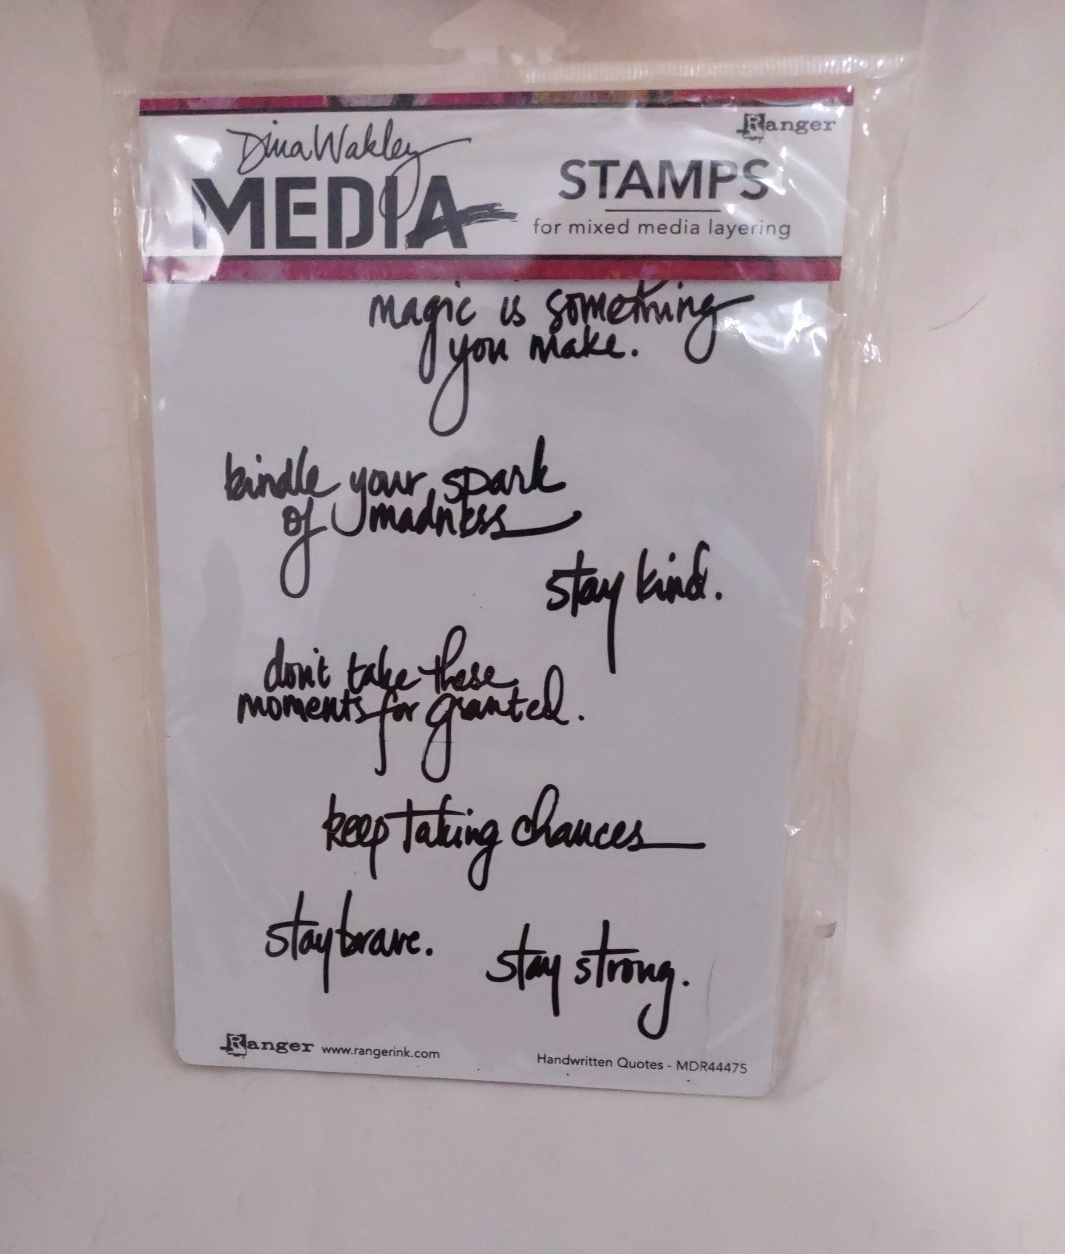 Dina Wakley
MEDIA
Ranger
STAMPS
for mixed media layering
magic is something
you make.
kindle your spark
of madness
stay kind.
don't take these
moments for granted.
keep taking chances
stay brave.
stay strong.
Ranger www.rangerink.com
Handwritten Quotes - MDR44475